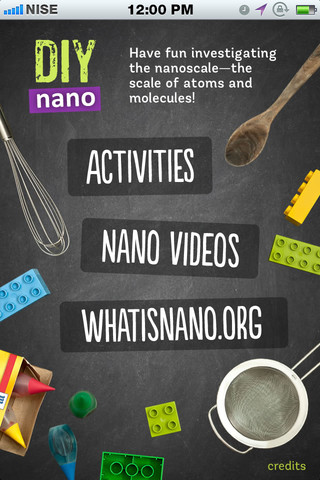 NISE 12:00 PM
DIY
nano
Have fun investigating
the nanoscale—the
scale of atoms and
molecules!
ACTIVITIES
NANO VIDEOS
WHATISNANO.ORG
credits